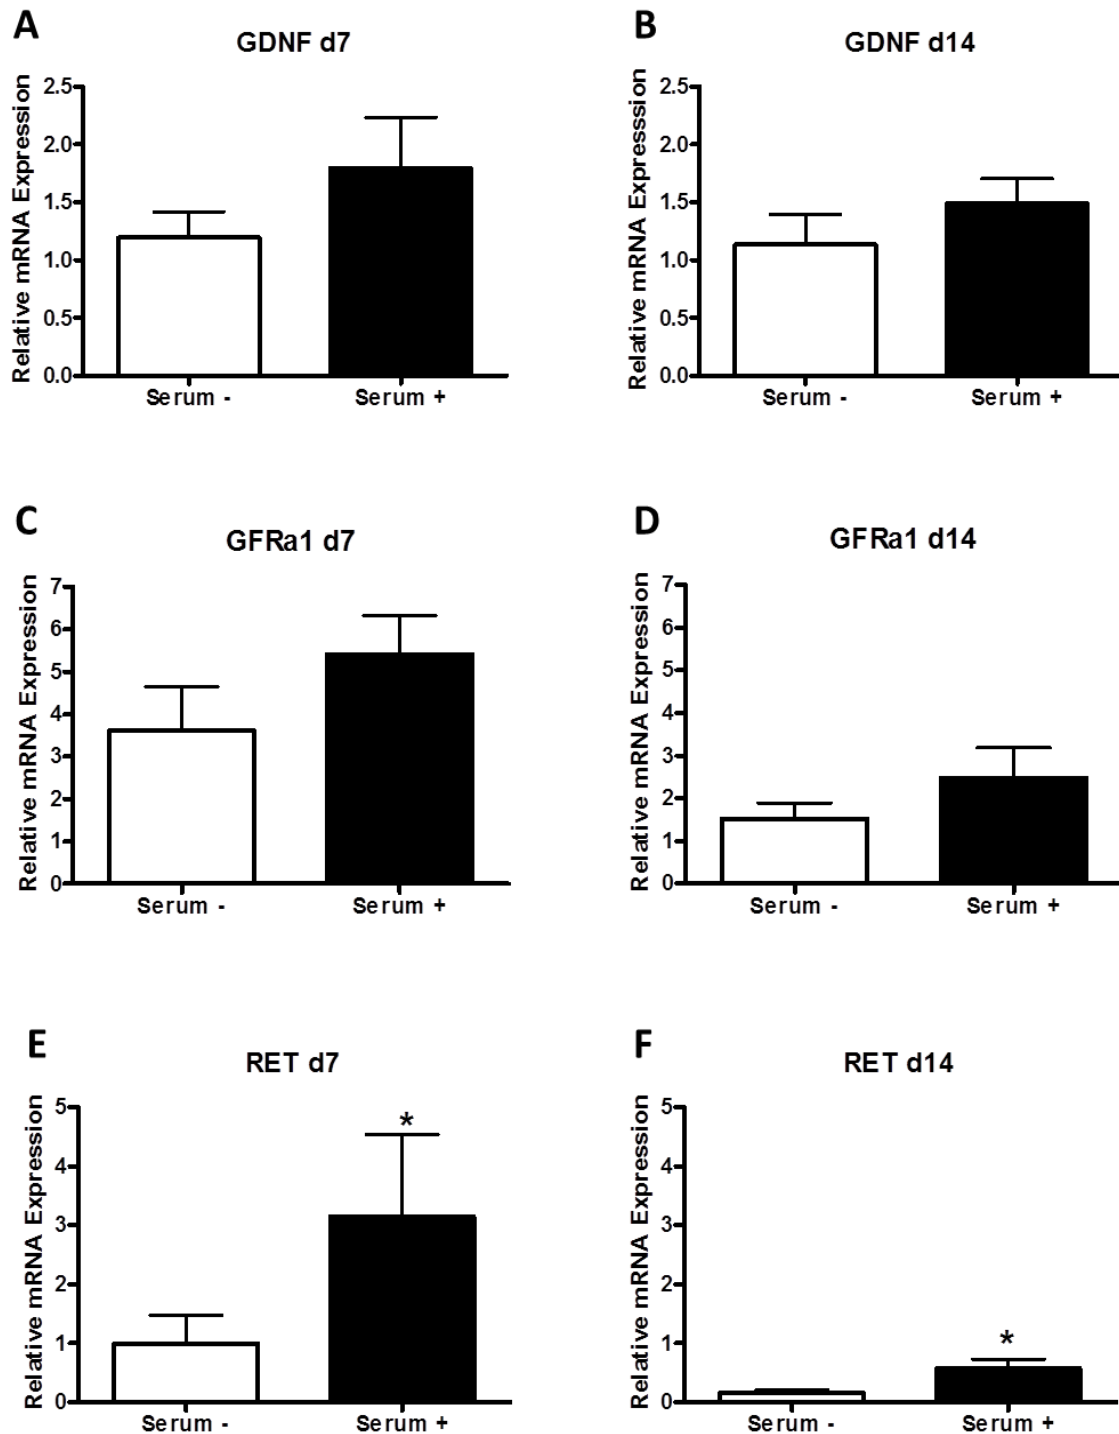 A
GDNF d7
Relative mRNA Expression
2.5
2.0
1.5
1.0
0.5
0.0
Serum -
Serum +
B
GDNF d14
Relative mRNA Expresssion
2.5
2.0
1.5
1.0
0.5
0.0
Serum -
Serum +
C
GFRa1 d7
Relative mRNA Expression
7
6
5
4
3
2
1
0
Serum -
Serum +
D
GFRa1 d14
Relative mRNA Expression
7
6
5
4
3
2
1
0
Serum -
Serum +
E
RET d7
Relative mRNA Expression
5
4
3
2
1
0
*
Serum -
Serum +
F
RET d14
Relative mRNA Expression
5
4
3
2
1
0
*
Serum -
Serum +